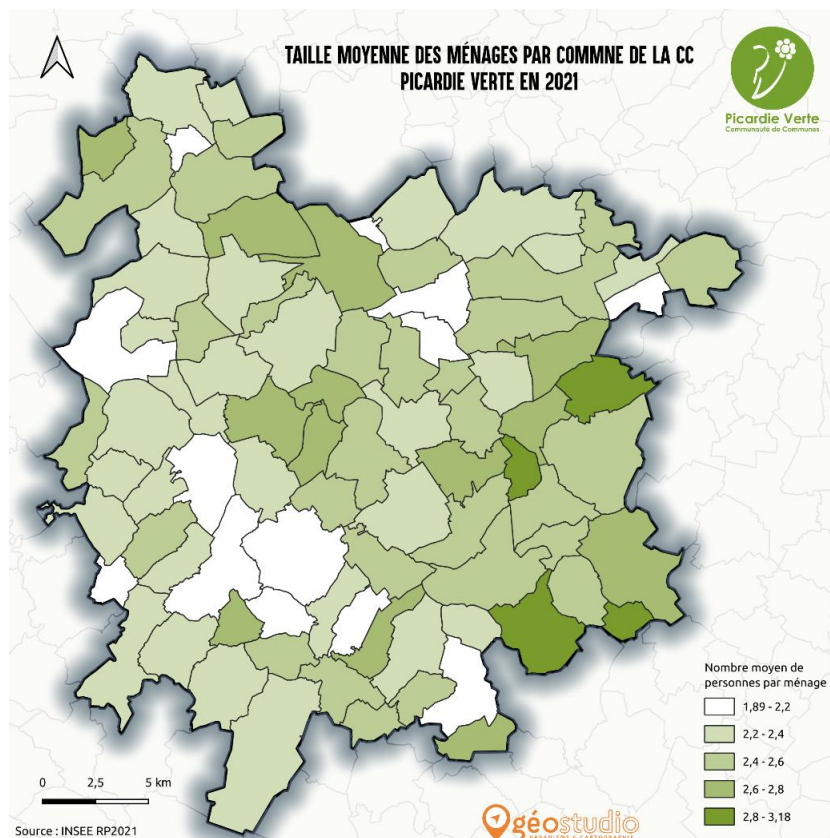 TAILLE MOYENNE DES MÉNAGES PAR COMMNE DE LA CC
PICARDIE VERTE EN 2021
Picardie Verte
Communauté de Communes
Nombre moyen de
personnes par ménage
1,89 - 2,2
2,2 - 2,4
2,4 - 2,6
2,6 - 2,8
2,8 - 3,18
0 2,5 5 km
Source : INSEE RP2021
géostudio
URBANISME & CARTOGRAPHIE